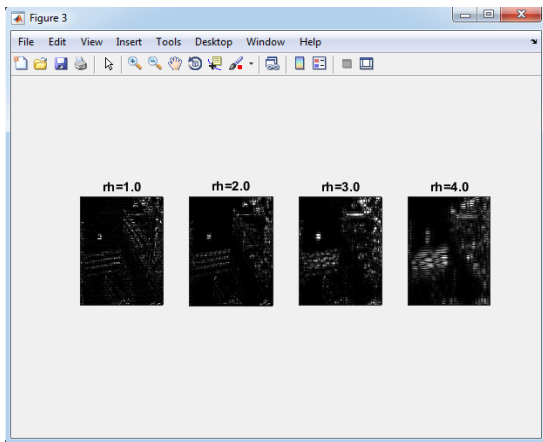 Figure 3
File Edit View Insert Tools Desktop Window Help
rh=1.0 rh=2.0 rh=3.0 rh=4.0